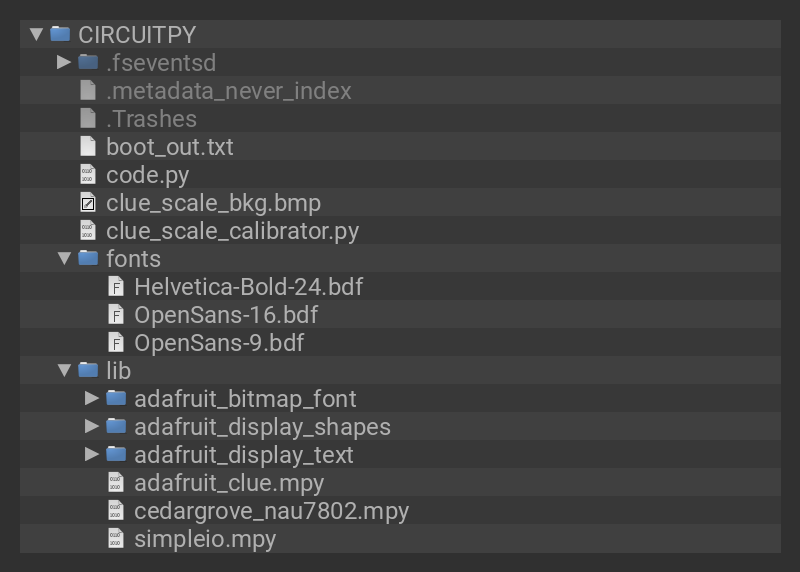 CIRCUITPY
.fseventsd
.metadata_never_index
.Trashes
boot_out.txt
code.py
clue_scale_bkg.bmp
clue_scale_calibrator.py
fonts
Helvetica-Bold-24.bdf
OpenSans-16.bdf
OpenSans-9.bdf
lib
adafruit_bitmap_font
adafruit_display_shapes
adafruit_display_text
adafruit_clue.mpy
cedargrove_nau7802.mpy
simpleio.mpy